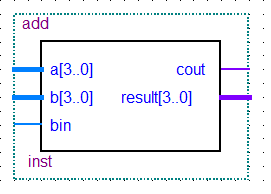 add
a[3..0] cout
b[3..0] result[3..0]
bin
inst